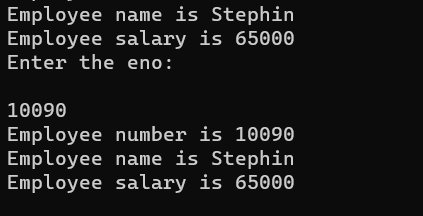 Employee name is Stephin
Employee salary is 65000
Enter the eno:
10090
Employee number is 10090
Employee name is Stephin
Employee salary is 65000